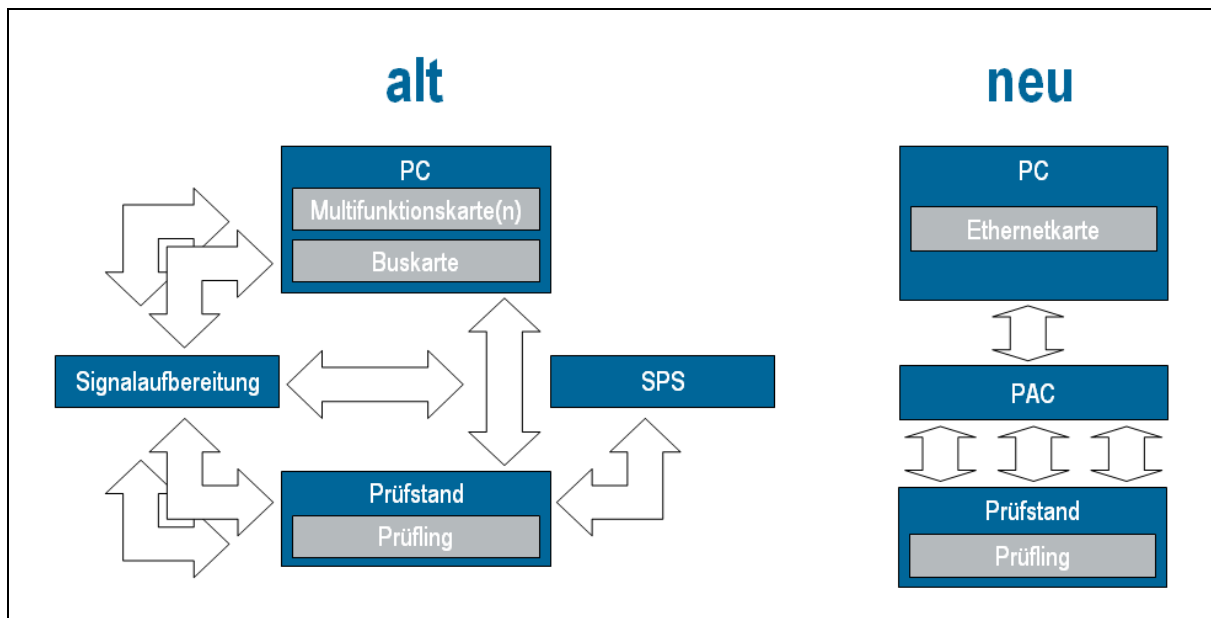 alt
PC
Multifunktionskarte(n)
Buskarte
Signalaufbereitung
SPS
Prüfstand
Prüfling
neu
PC
Ethernetkarte
PAC
Prüfstand
Prüfling